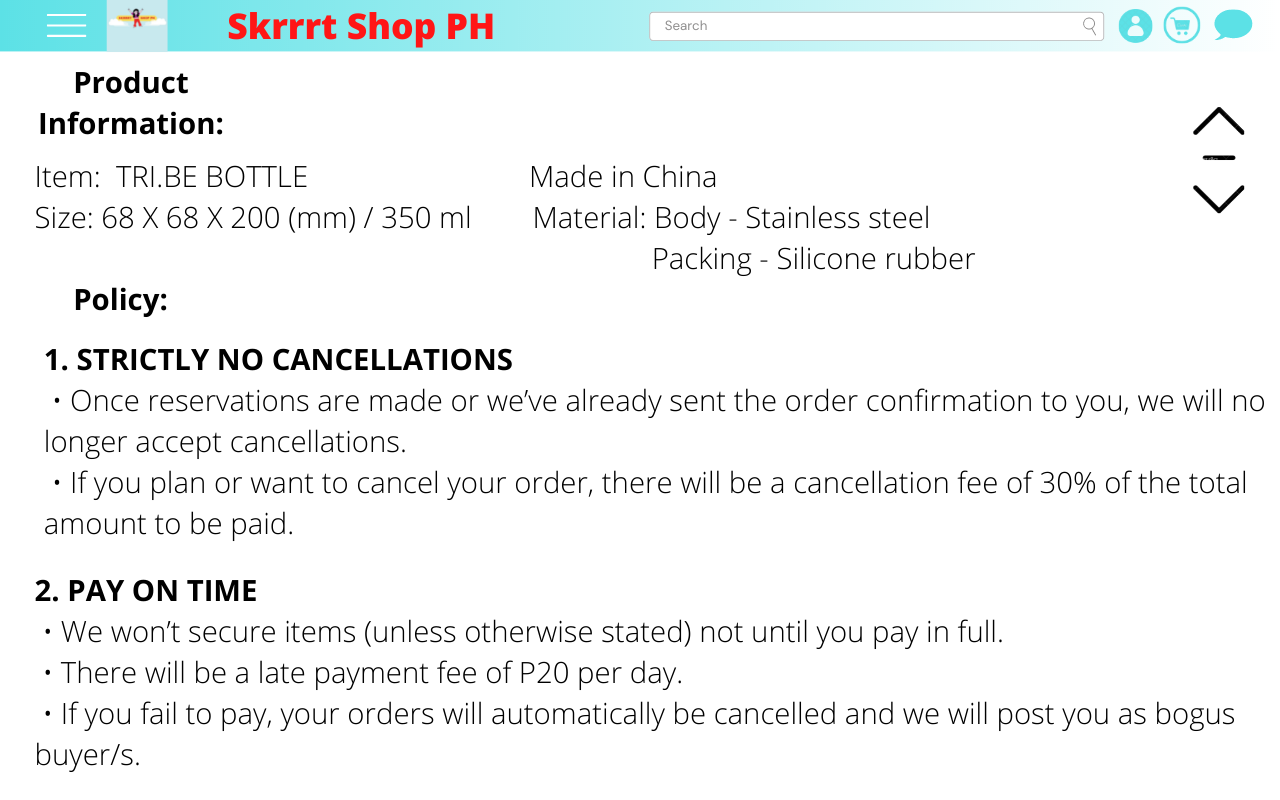 Skrrrt Shop PH
Search
Product
Information:
Item:  TRI.BE BOTTLE
Made in China
Size: 68 X 68 X 200 (mm) / 350 ml
Material: Body - Stainless steel
Packing - Silicone rubber
Policy:
1. STRICTLY NO CANCELLATIONS
・Once reservations are made or we’ve already sent the order confirmation to you, we will no
longer accept cancellations.
・If you plan or want to cancel your order, there will be a cancellation fee of 30% of the total
amount to be paid.
2. PAY ON TIME
・We won’t secure items (unless otherwise stated) not until you pay in full.
・There will be a late payment fee of P20 per day.
・If you fail to pay, your orders will automatically be cancelled and we will post you as bogus
buyer/s.